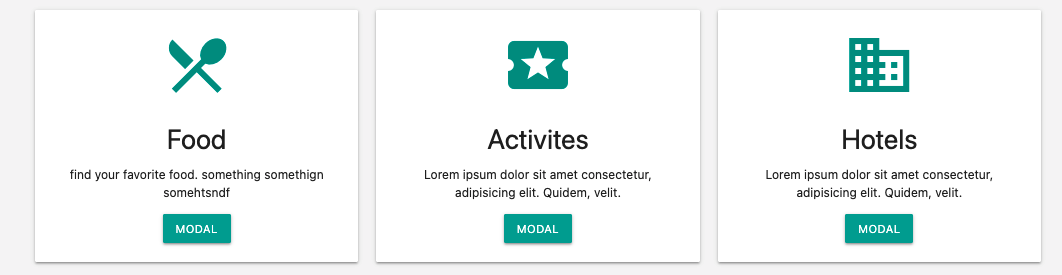 Food
find your favorite food. something somethign
somehtsndf
MODAL
Activites
Lorem ipsum dolor sit amet consectetur,
adipisicing elit. Quidem, velit.
MODAL
Hotels
Lorem ipsum dolor sit amet consectetur,
adipisicing elit. Quidem, velit.
MODAL